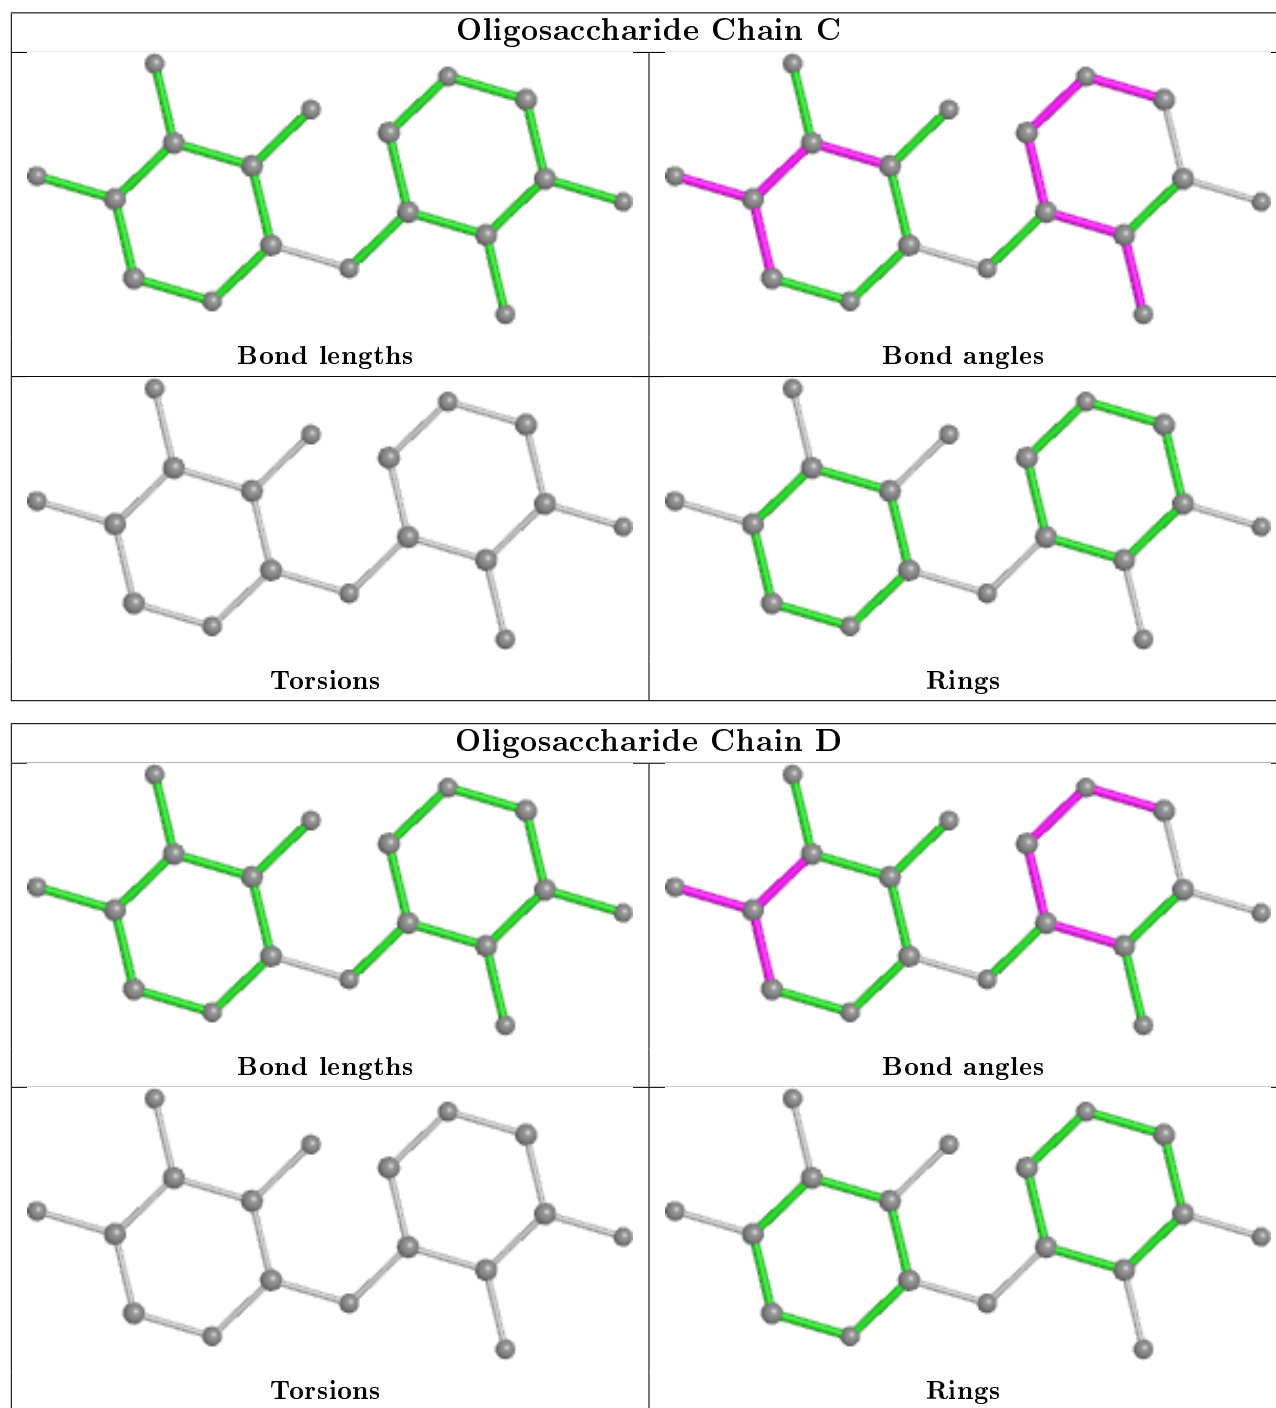 Oligosaccharide Chain C
Bond lengths
Bond angles
Torsions
Rings
Oligosaccharide Chain D
Bond lengths
Bond angles
Torsions
Rings